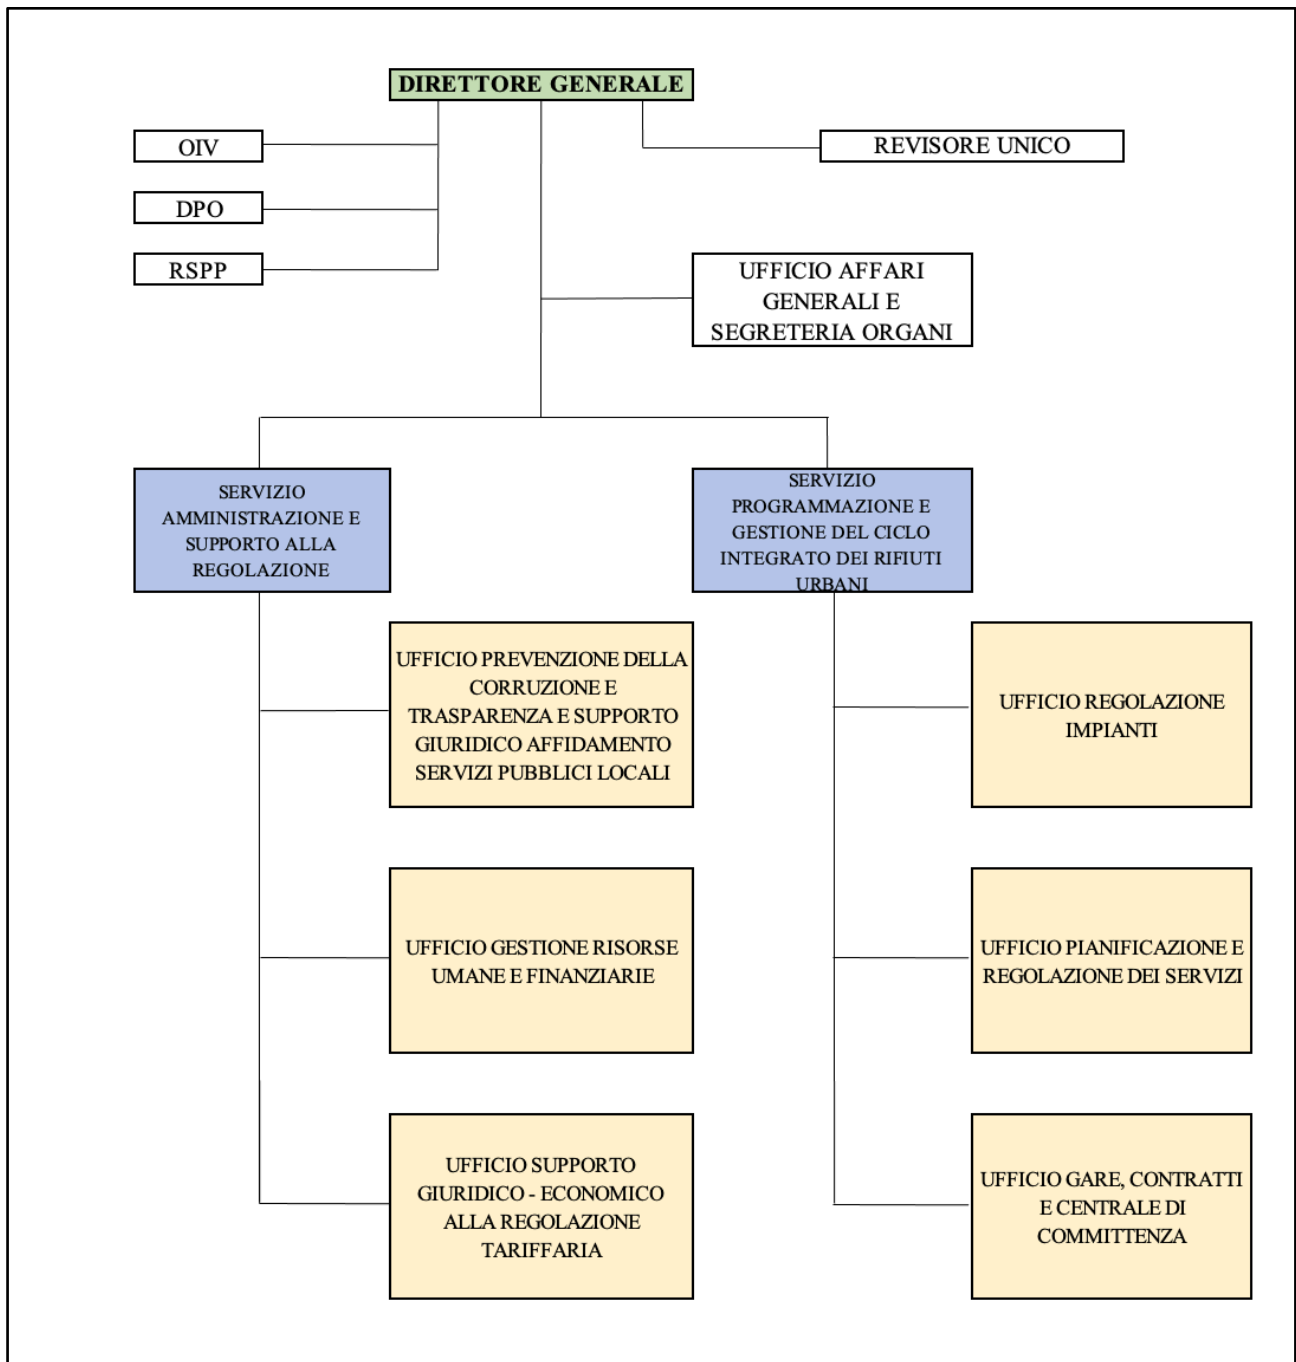 DIRETTORE GENERALE
OIV
REVISORE UNICO
DPO
RSPP
UFFICIO AFFARI
GENERALI E
SEGRETERIA ORGANI
SERVIZIO
AMMINISTRAZIONE E
SUPPORTO ALLA
REGOLAZIONE
SERVIZIO
PROGRAMMAZIONE E
GESTIONE DEL CICLO
INTEGRATO DEI RIFIUTI
URBANI
UFFICIO PREVENZIONE DELLA
CORRUZIONE E
TRASPARENZA E SUPPORTO
GIURIDICO AFFIDAMENTO
SERVIZI PUBBLICI LOCALI
UFFICIO REGOLAZIONE
IMPIANTI
UFFICIO GESTIONE RISORSE
UMANE E FINANZIARIE
UFFICIO PIANIFICAZIONE E
REGOLAZIONE DEI SERVIZI
UFFICIO SUPPORTO
GIURIDICO - ECONOMICO
ALLA REGOLAZIONE
TARIFFARIA
UFFICIO GARE, CONTRATTI
E CENTRALE DI
COMMITTENZA